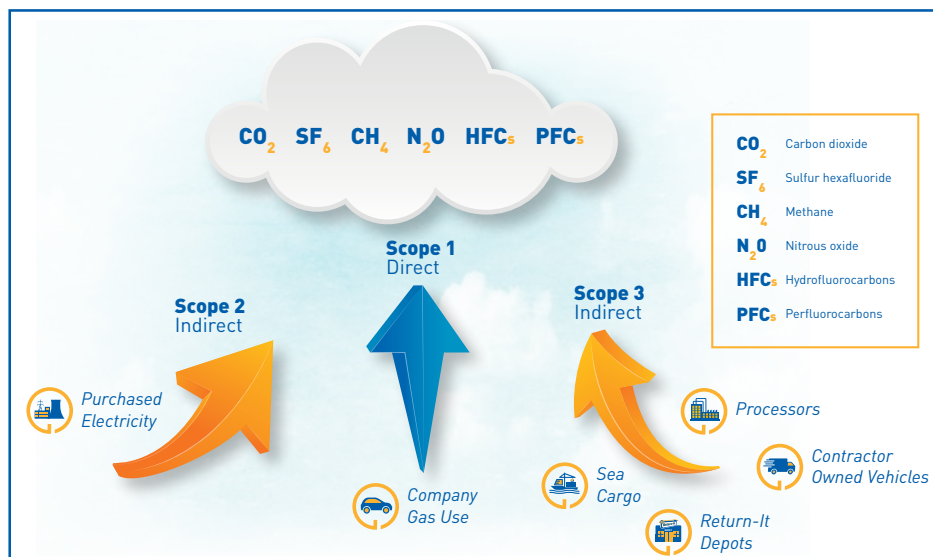 CO₂ SF₆ CH₄ N₂O HFCs PFCs
CO₂ Carbon dioxide
SF₆ Sulfur hexafluoride
CH₄ Methane
N₂O Nitrous oxide
HFCs Hydrofluorocarbons
PFCs Perfluorocarbons
Scope 1
Direct
Scope 2
Indirect
Scope 3
Indirect
Purchased
Electricity
Company
Gas Use
Sea
Cargo
Processors
Contractor
Owned Vehicles
Return-It
Depots